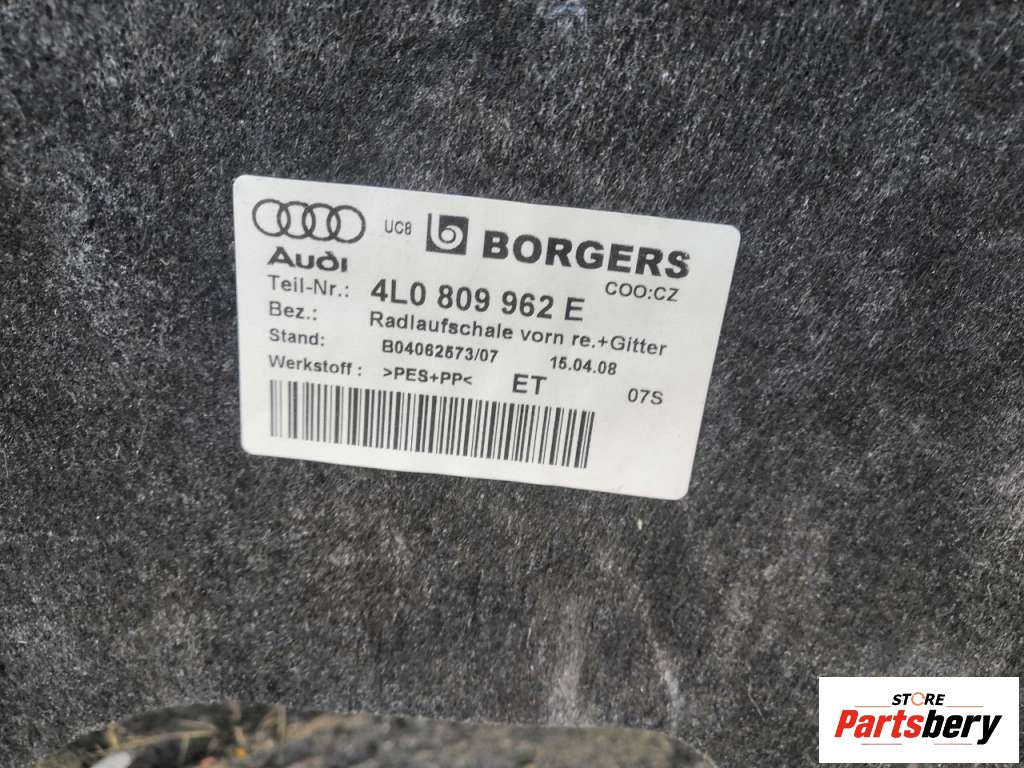 UC8 b BORGERS
Audi
COO:CZ
Teil-Nr.: 4L0 809 962 E
Bez.: Radlaufschale vorn re.+Gitter
Stand: B04062573/07 15.04.08
Werkstoff : >PES+PP< ET 07S
STORE
Partsbery